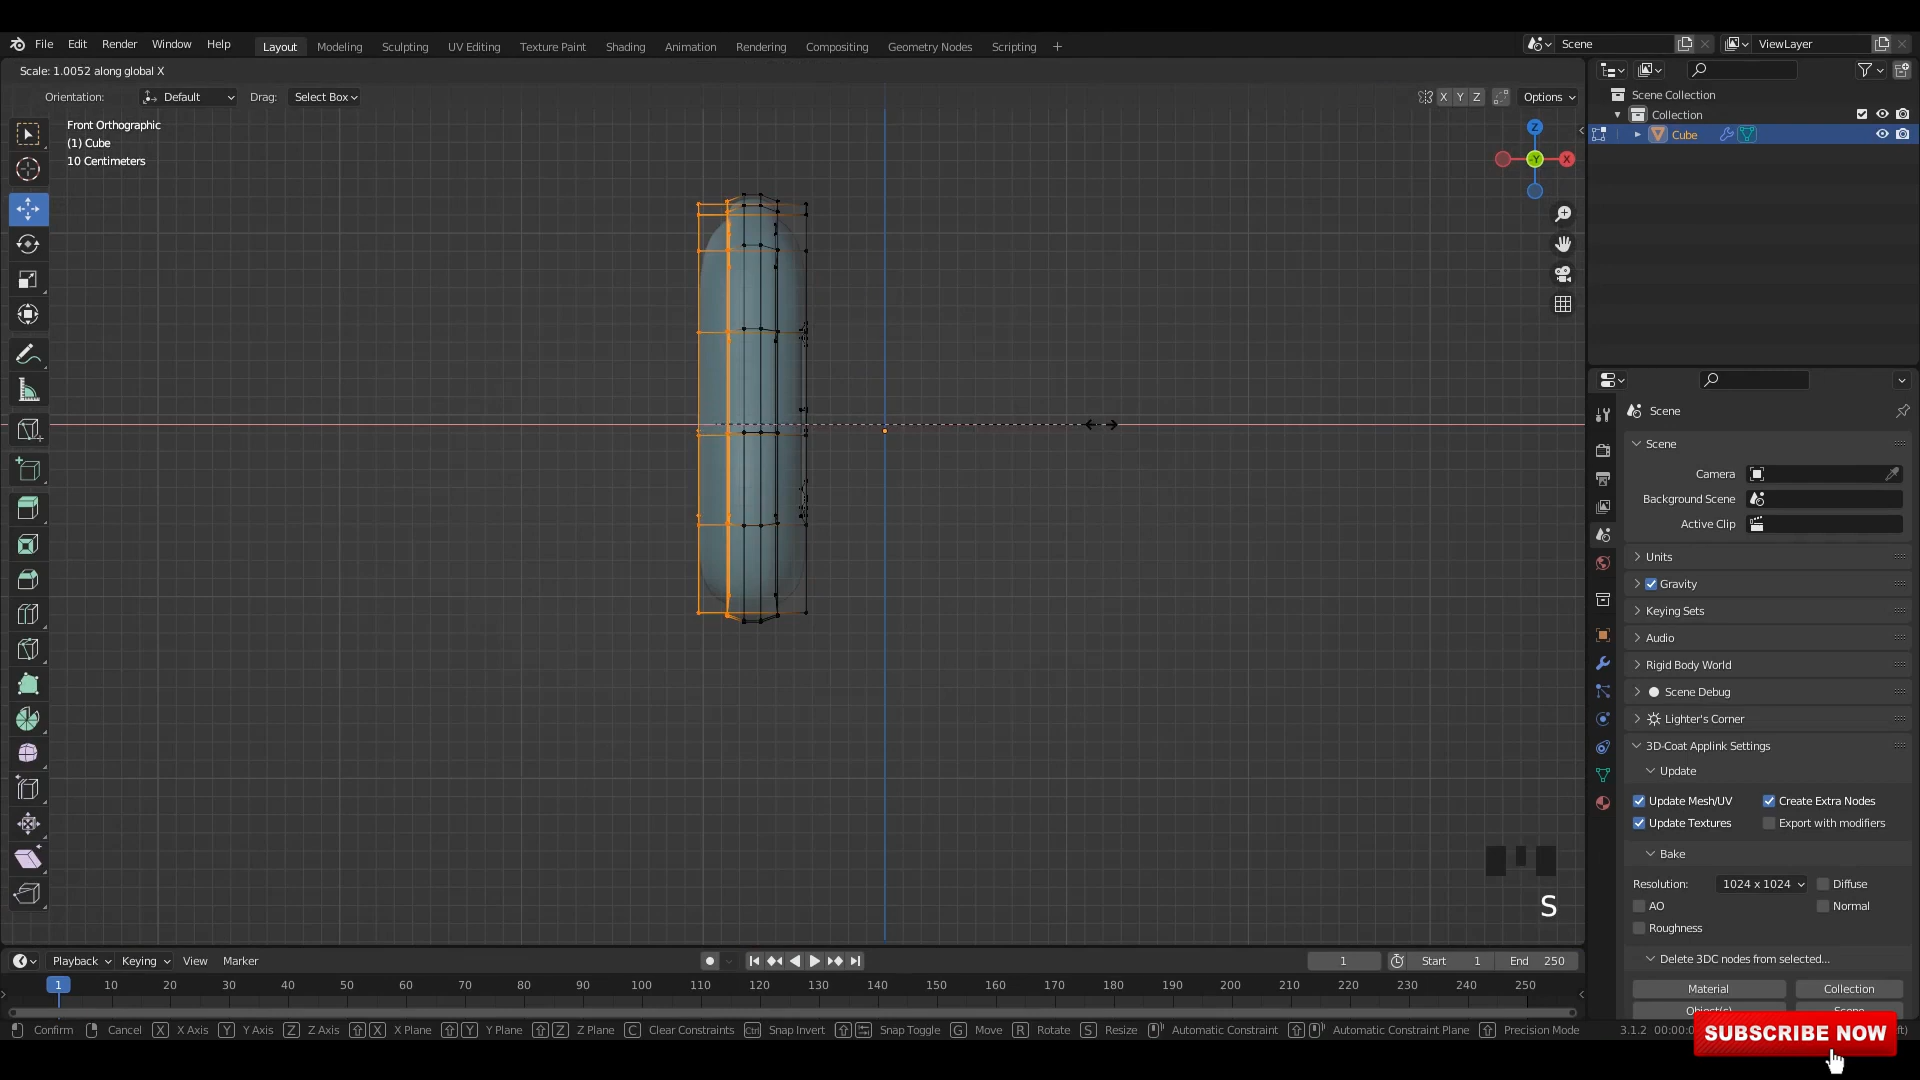 File Edit Render Window Help
Layout Modeling Sculpting UV Editing Texture Paint Shading Animation Rendering Compositing Geometry Nodes Scripting +
Scene
ViewLayer
Scale: 1.0052 along global X
Orientation: Default Drag: Select Box
X Y Z Options
Front Orthographic
(1) Cube
10 Centimeters
Z
-Y
X
Scene Collection
Collection
Cube
Scene
Scene
Camera
Background Scene
Active Clip
Units
Gravity
Keying Sets
Audio
Rigid Body World
Scene Debug
Lighter's Corner
3D-Coat Applink Settings
Update
Update Mesh/UV Create Extra Nodes
Update Textures Export with modifiers
Bake
Resolution: 1024 x 1024 Diffuse
AO Normal
Roughness
Delete 3DC nodes from selected...
Material Collection
S
Playback Keying View Marker
1 Start 1 End 250
1 10 20 30 40 50 60 70 80 90 100 110 120 130 140 150 160 170 180 190 200 210 220 230 240 250
Confirm Cancel X X Axis Y Y Axis Z Z Axis X X Plane Y Y Plane Z Z Plane C Clear Constraints Ctrl Snap Invert Snap Toggle G Move R Rotate S Resize Automatic Constraint Automatic Constraint Plane Precision Mode
3.1.2
SUBSCRIBE NOW